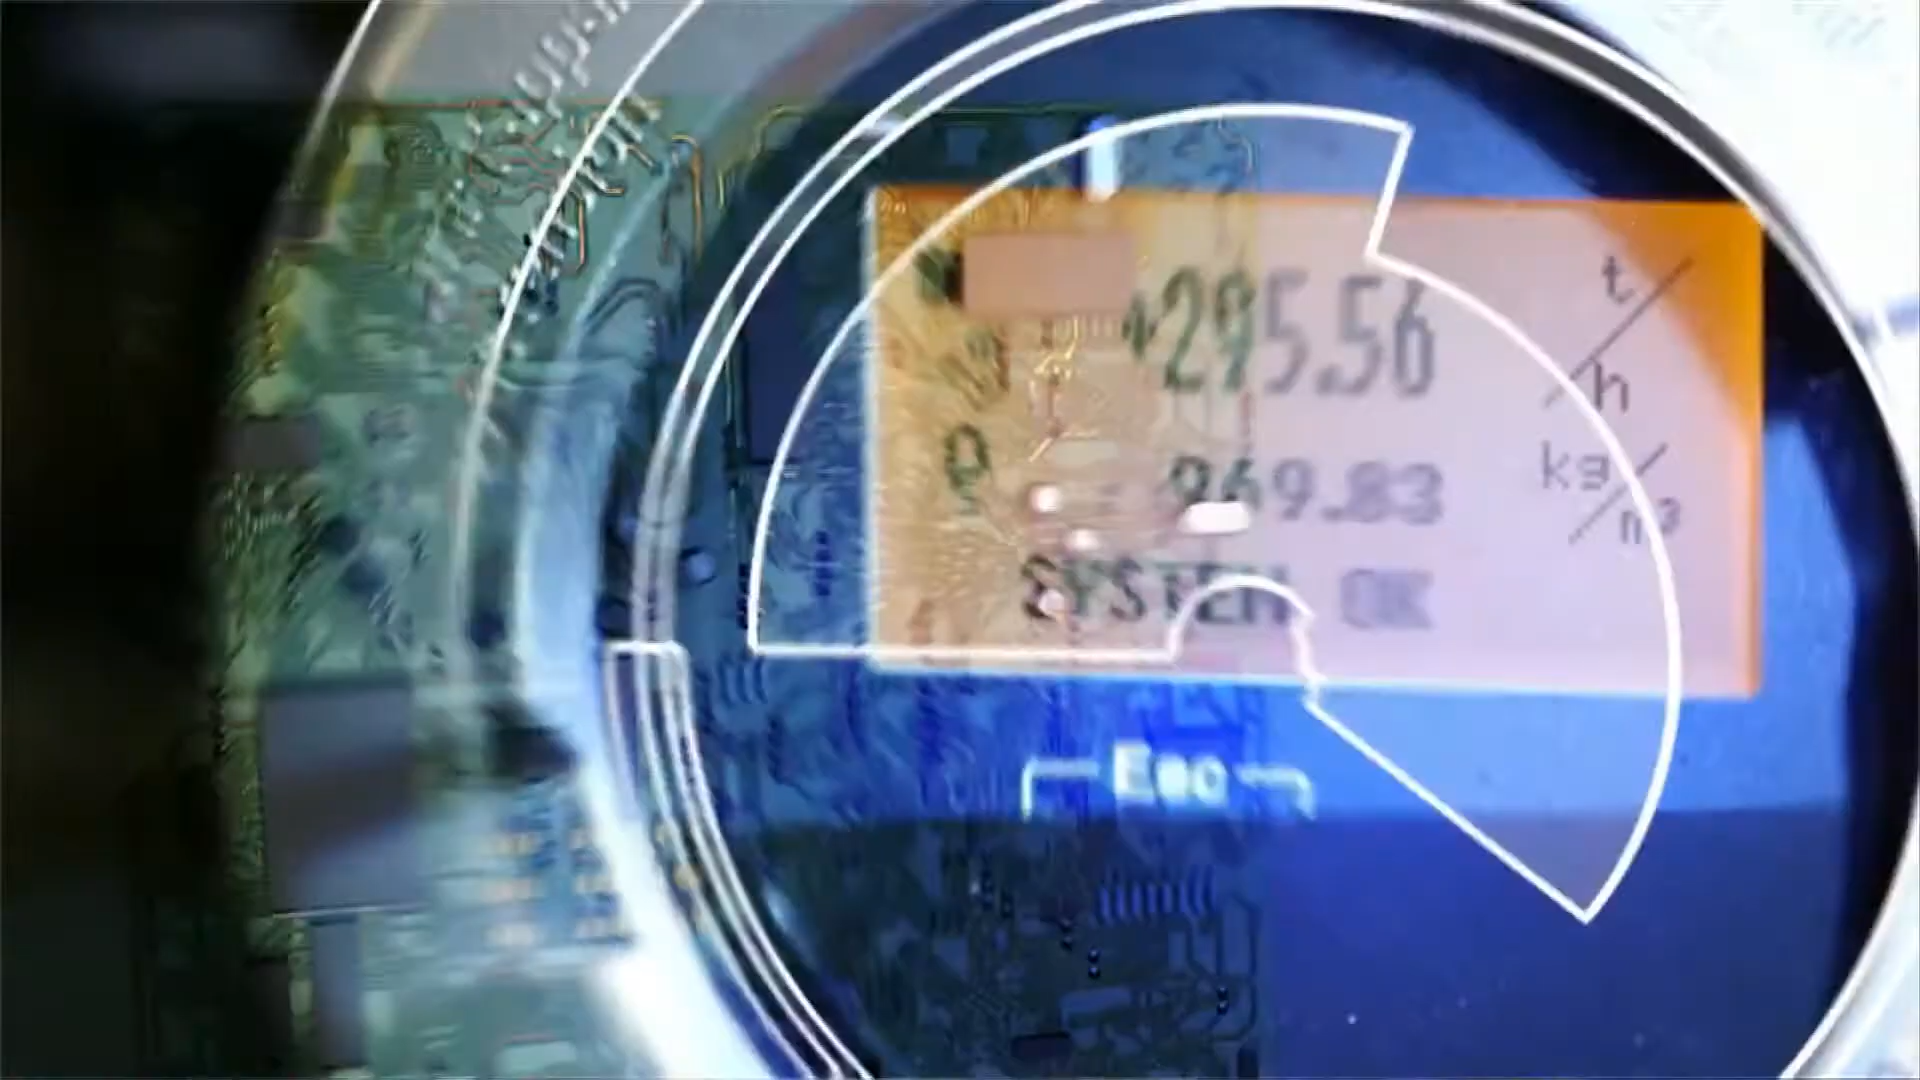 +295.56 t/h
ρ = 969.83 kg/m³
SYSTEM OK
Esc